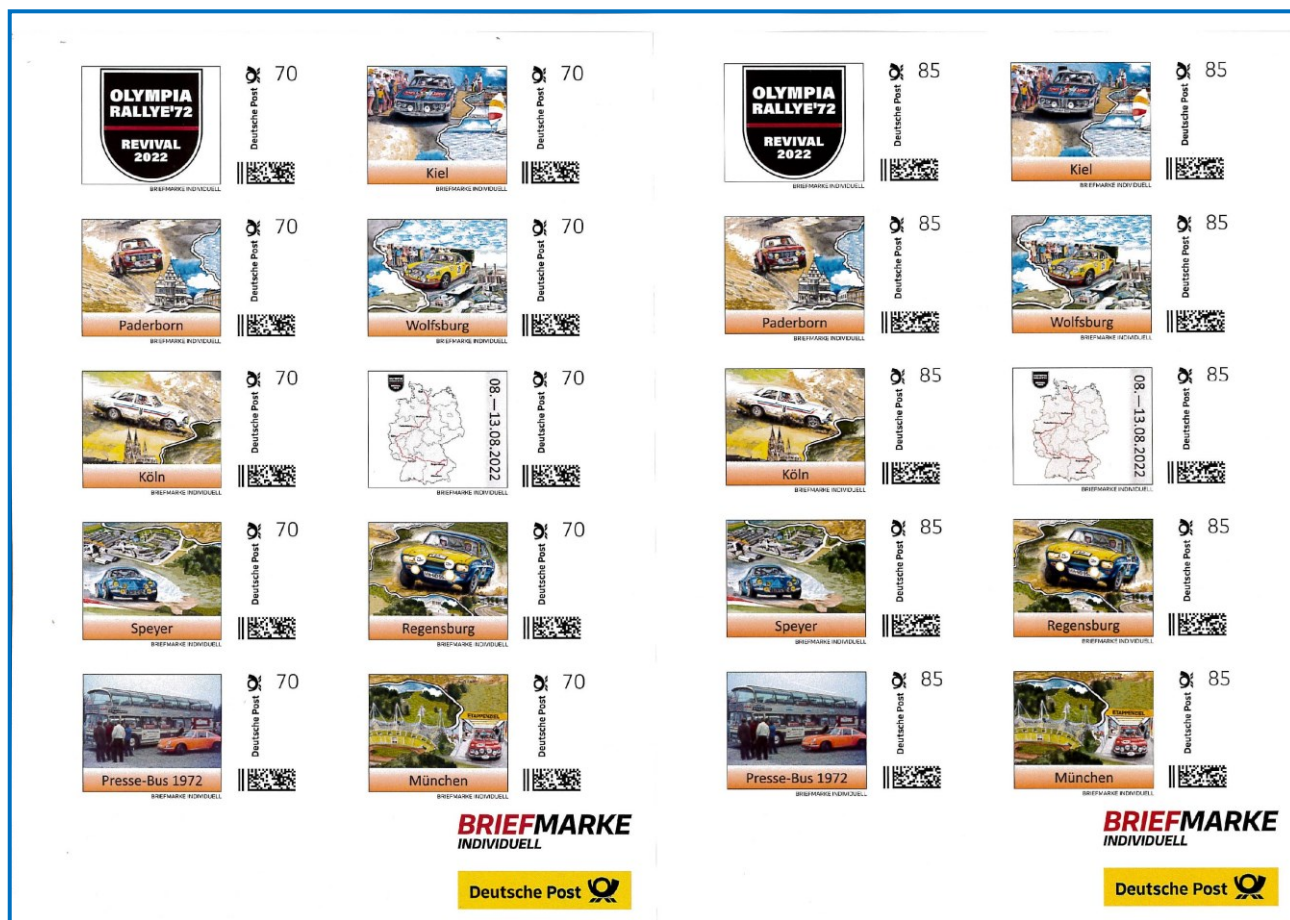 OLYMPIA
RALLYE'72
REVIVAL
2022
Deutsche Post
70
BRIEFMARKE INDIVIDUELL
Kiel
Deutsche Post
70
BRIEFMARKE INDIVIDUELL
Paderborn
Deutsche Post
70
BRIEFMARKE INDIVIDUELL
Wolfsburg
Deutsche Post
70
BRIEFMARKE INDIVIDUELL
Köln
Deutsche Post
70
BRIEFMARKE INDIVIDUELL
08.—13.08.2022
Deutsche Post
70
BRIEFMARKE INDIVIDUELL
Speyer
Deutsche Post
70
BRIEFMARKE INDIVIDUELL
Regensburg
Deutsche Post
70
BRIEFMARKE INDIVIDUELL
Presse-Bus 1972
Deutsche Post
70
BRIEFMARKE INDIVIDUELL
ETAPPENZIEL
München
Deutsche Post
70
BRIEFMARKE INDIVIDUELL
BRIEFMARKE
INDIVIDUELL
Deutsche Post
OLYMPIA
RALLYE'72
REVIVAL
2022
Deutsche Post
85
BRIEFMARKE INDIVIDUELL
Kiel
Deutsche Post
85
BRIEFMARKE INDIVIDUELL
Paderborn
Deutsche Post
85
BRIEFMARKE INDIVIDUELL
Wolfsburg
Deutsche Post
85
BRIEFMARKE INDIVIDUELL
Köln
Deutsche Post
85
BRIEFMARKE INDIVIDUELL
08.—13.08.2022
Deutsche Post
85
BRIEFMARKE INDIVIDUELL
Speyer
Deutsche Post
85
BRIEFMARKE INDIVIDUELL
Regensburg
Deutsche Post
85
BRIEFMARKE INDIVIDUELL
Presse-Bus 1972
Deutsche Post
85
BRIEFMARKE INDIVIDUELL
ETAPPENZIEL
München
Deutsche Post
85
BRIEFMARKE INDIVIDUELL
BRIEFMARKE
INDIVIDUELL
Deutsche Post